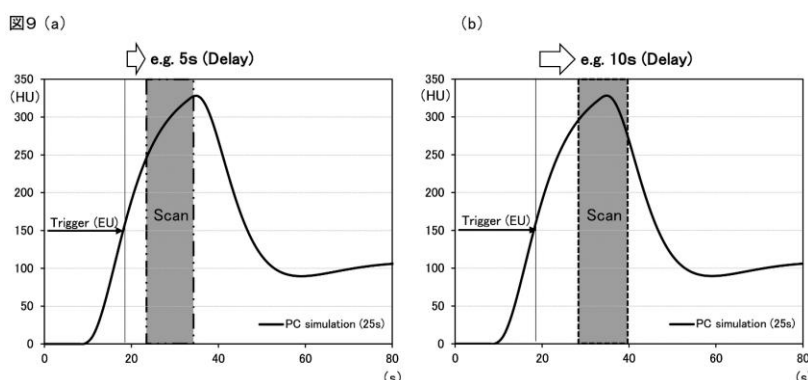 図9 (a)
e.g. 5s (Delay)
350
(HU)
300
250
200
150
100
50
0
Trigger (EU)
Scan
PC simulation (25s)
0
20
40
60
80
(s)
(b)
e.g. 10s (Delay)
350
(HU)
300
250
200
150
100
50
0
Trigger (EU)
Scan
PC simulation (25s)
0
20
40
60
80
(s)